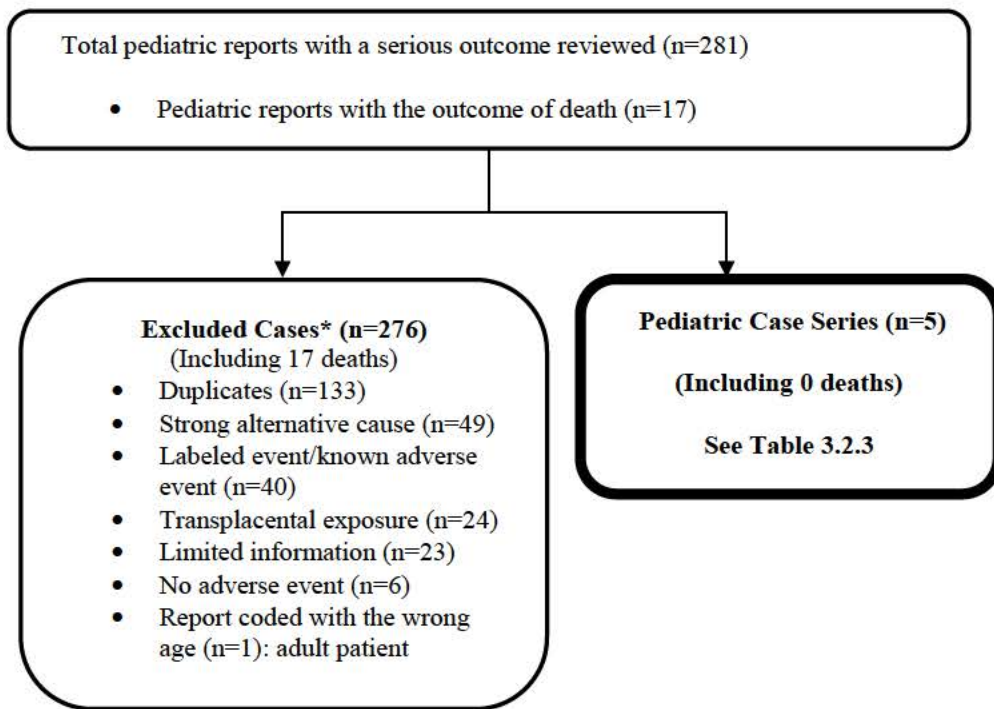 Total pediatric reports with a serious outcome reviewed (n=281)
• Pediatric reports with the outcome of death (n=17)
Excluded Cases* (n=276)
(Including 17 deaths)
• Duplicates (n=133)
• Strong alternative cause (n=49)
• Labeled event/known adverse
event (n=40)
• Transplacental exposure (n=24)
• Limited information (n=23)
• No adverse event (n=6)
• Report coded with the wrong
age (n=1): adult patient
Pediatric Case Series (n=5)
(Including 0 deaths)
See Table 3.2.3